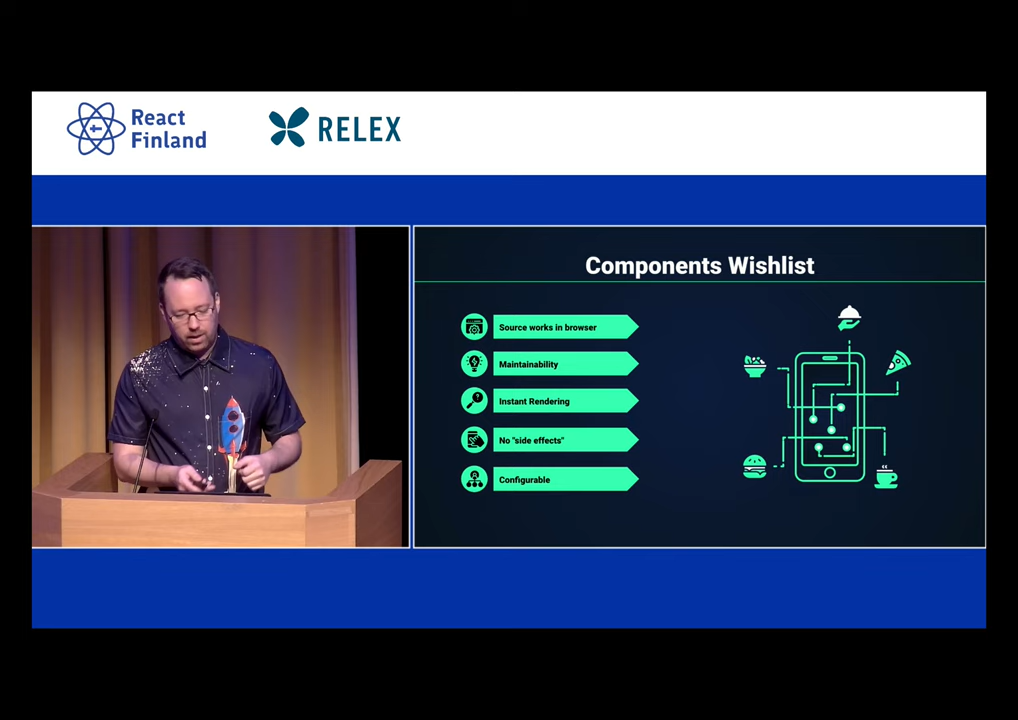 React
Finland
RELEX
Components Wishlist
Source works in browser
Maintainability
Instant Rendering
No "side effects"
Configurable